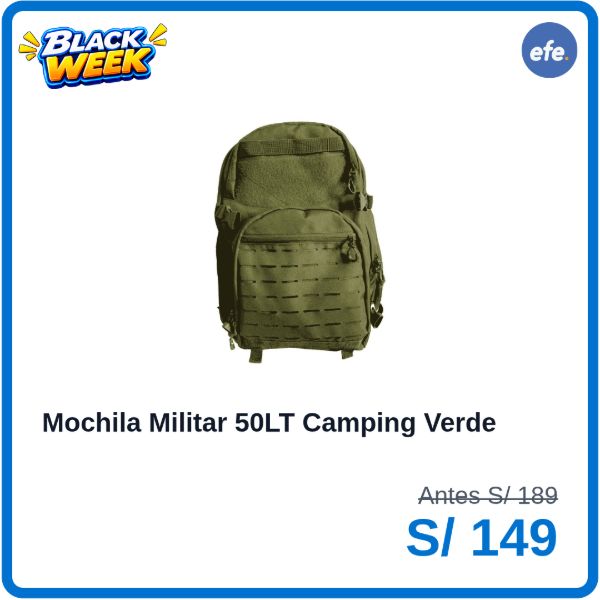 BLACK
WEEK
efe.
Mochila Militar 50LT Camping Verde
Antes S/ 189
S/ 149